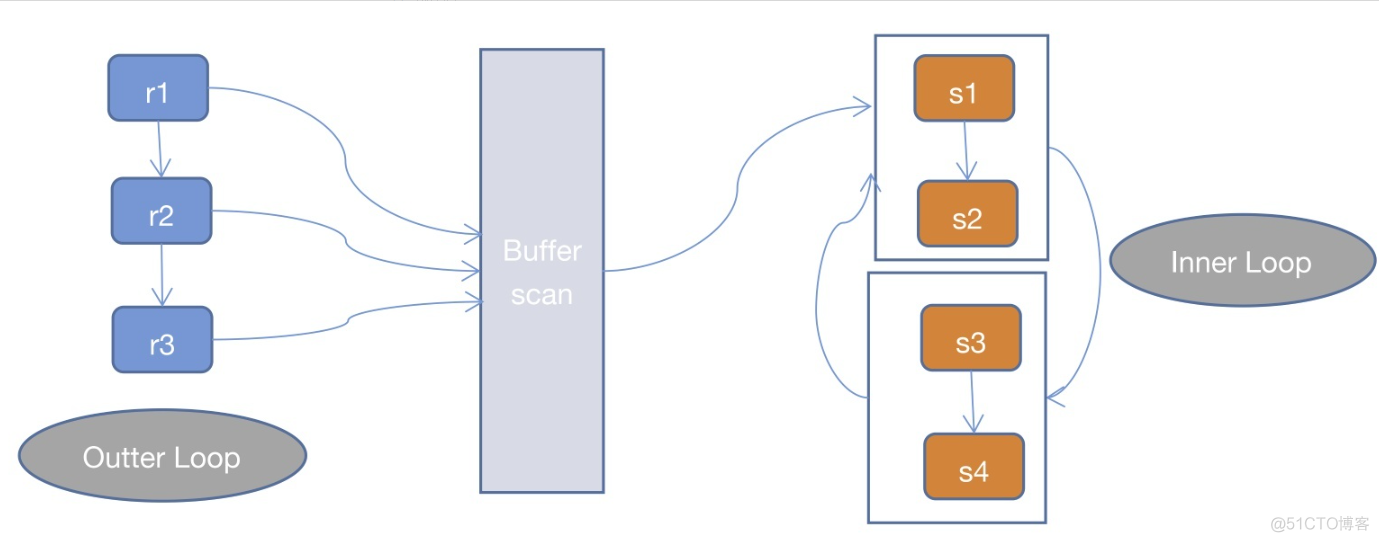 r1
r2
r3
Outter Loop
Buffer
scan
s1
s2
s3
s4
Inner Loop
@51CTO博客